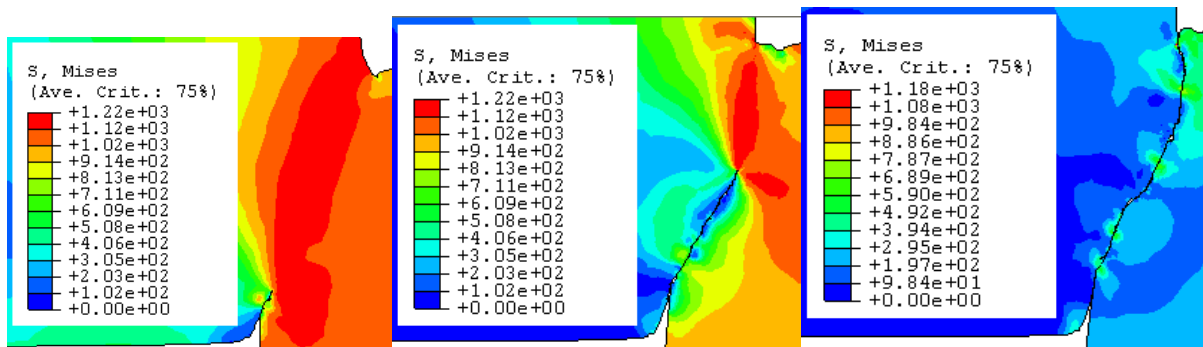 S, Mises
(Ave. Crit.: 75%)
+1.22e+03
+1.12e+03
+1.02e+03
+9.14e+02
+8.13e+02
+7.11e+02
+6.09e+02
+5.08e+02
+4.06e+02
+3.05e+02
+2.03e+02
+1.02e+02
+0.00e+00
S, Mises
(Ave. Crit.: 75%)
+1.22e+03
+1.12e+03
+1.02e+03
+9.14e+02
+8.13e+02
+7.11e+02
+6.09e+02
+5.08e+02
+4.06e+02
+3.05e+02
+2.03e+02
+1.02e+02
+0.00e+00
S, Mises
(Ave. Crit.: 75%)
+1.18e+03
+1.08e+03
+9.84e+02
+8.86e+02
+7.87e+02
+6.89e+02
+5.90e+02
+4.92e+02
+3.94e+02
+2.95e+02
+1.97e+02
+9.84e+01
+0.00e+00